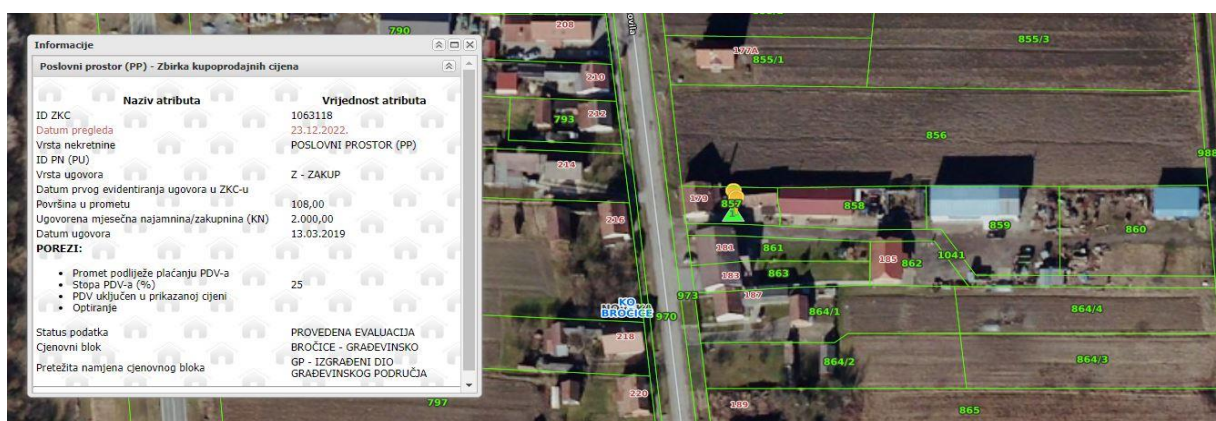 Informacije
Poslovni prostor (PP) - Zbirka kupoprodajnih cijena
Naziv atributa Vrijednost atributa
ID ZKC 1063118
Datum pregleda 23.12.2022.
Vrsta nekretnine POSLOVNI PROSTOR (PP)
ID PN (PU)
Vrsta ugovora Z - ZAKUP
Datum prvog evidentiranja ugovora u ZKC-u
Površina u prometu 108,00
Ugovorena mjesečna najamnina/zakupnina (KN) 2.000,00
Datum ugovora 13.03.2019
POREZI:
• Promet podliježe plaćanju PDV-a
• Stopa PDV-a (%) 25
• PDV uključen u prikazanoj cijeni
• Optiranje
Status podatka PROVEDENA EVALUACIJA
Cjenovni blok BROČICE - GRAĐEVINSKO
Pretežita namjena cjenovnog bloka GP - IZGRAĐENI DIO GRAĐEVINSKOG PODRUČJA
790
208
855/3
177A
855/1
210
793
212
856
988
214
179
857
1
858
216
859
860
181
861
185
862
1041
183
863
187
973
KO
BROČICE
970
864/1
864/4
218
864/2
864/3
220
189
797
865